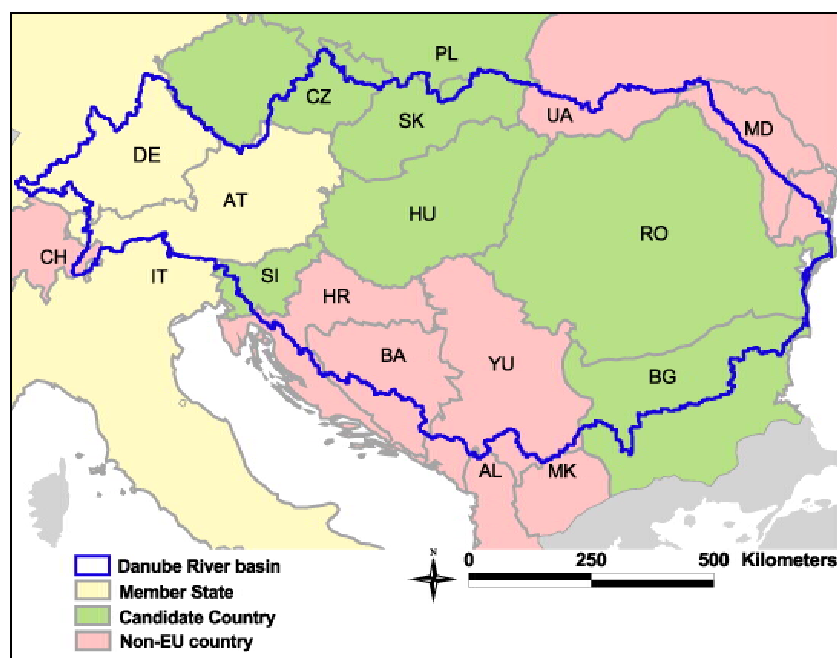 PL
CZ
UA
SK
MD
DE
AT
HU
RO
CH
IT
SI
HR
BA
YU
BG
AL
MK
N
Danube River basin
Member State
Candidate Country
Non-EU country
0 250 500 Kilometers